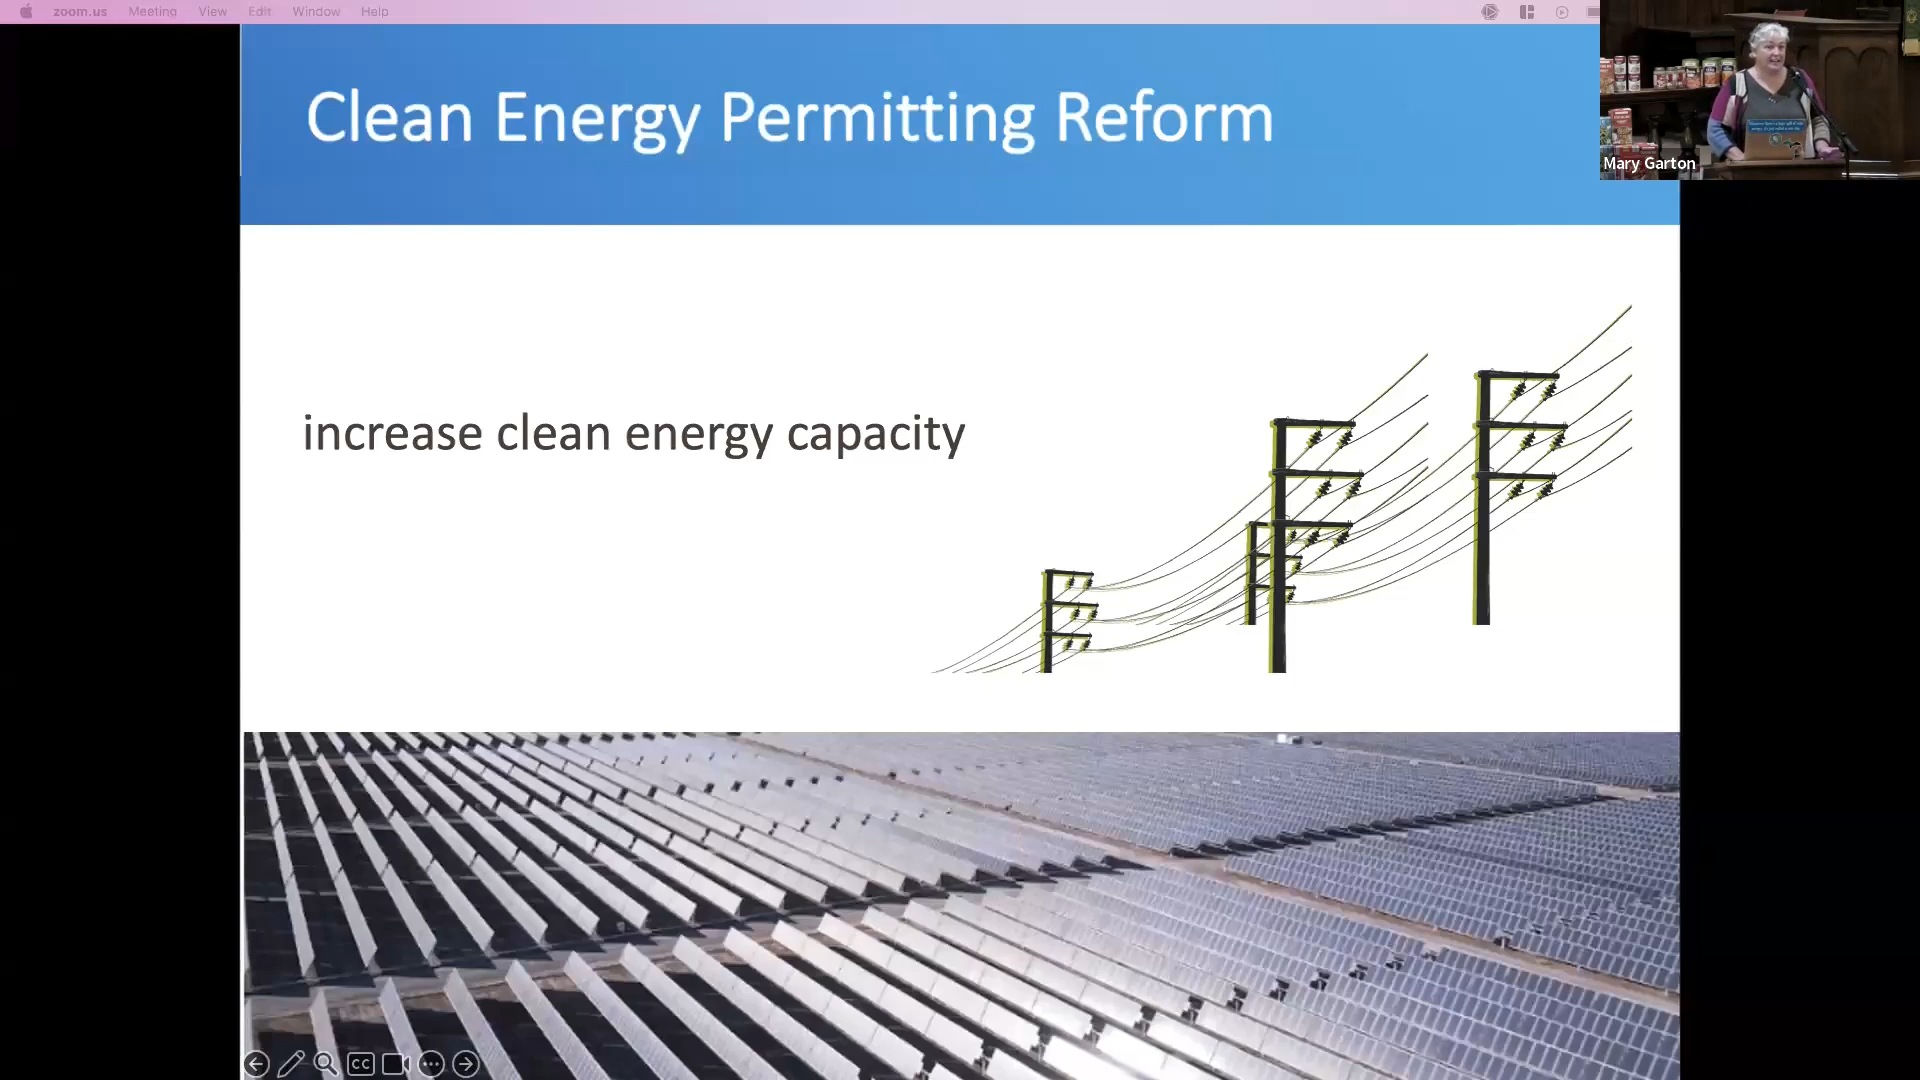 zoom.us Meeting View Edit Window Help
Clean Energy Permitting Reform
Mary Garton
increase clean energy capacity
CC